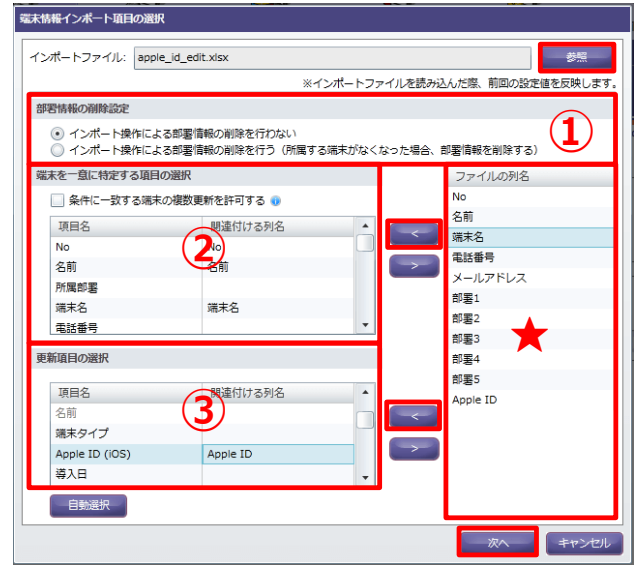 端末情報インポート項目の選択
インポートファイル: apple_id_edit.xlsx 参照
※インポートファイルを読み込んだ際、前回の設定値を反映します。
部署情報の削除設定
インポート操作による部署情報の削除を行わない
インポート操作による部署情報の削除を行う（所属する端末がなくなった場合、部署情報を削除する）
①
端末を一意に特定する項目の選択
条件に一致する端末の複数更新を許可する
項目名 関連付ける列名
No No
名前 名前
所属部署
端末名 端末名
電話番号
②
<
>
更新項目の選択
項目名 関連付ける列名
名前
端末タイプ
Apple ID (iOS) Apple ID
導入日
③
<
>
自動選択
ファイルの列名
No
名前
端末名
電話番号
メールアドレス
部署1
部署2
部署3
部署4
部署5
Apple ID
次へ キャンセル